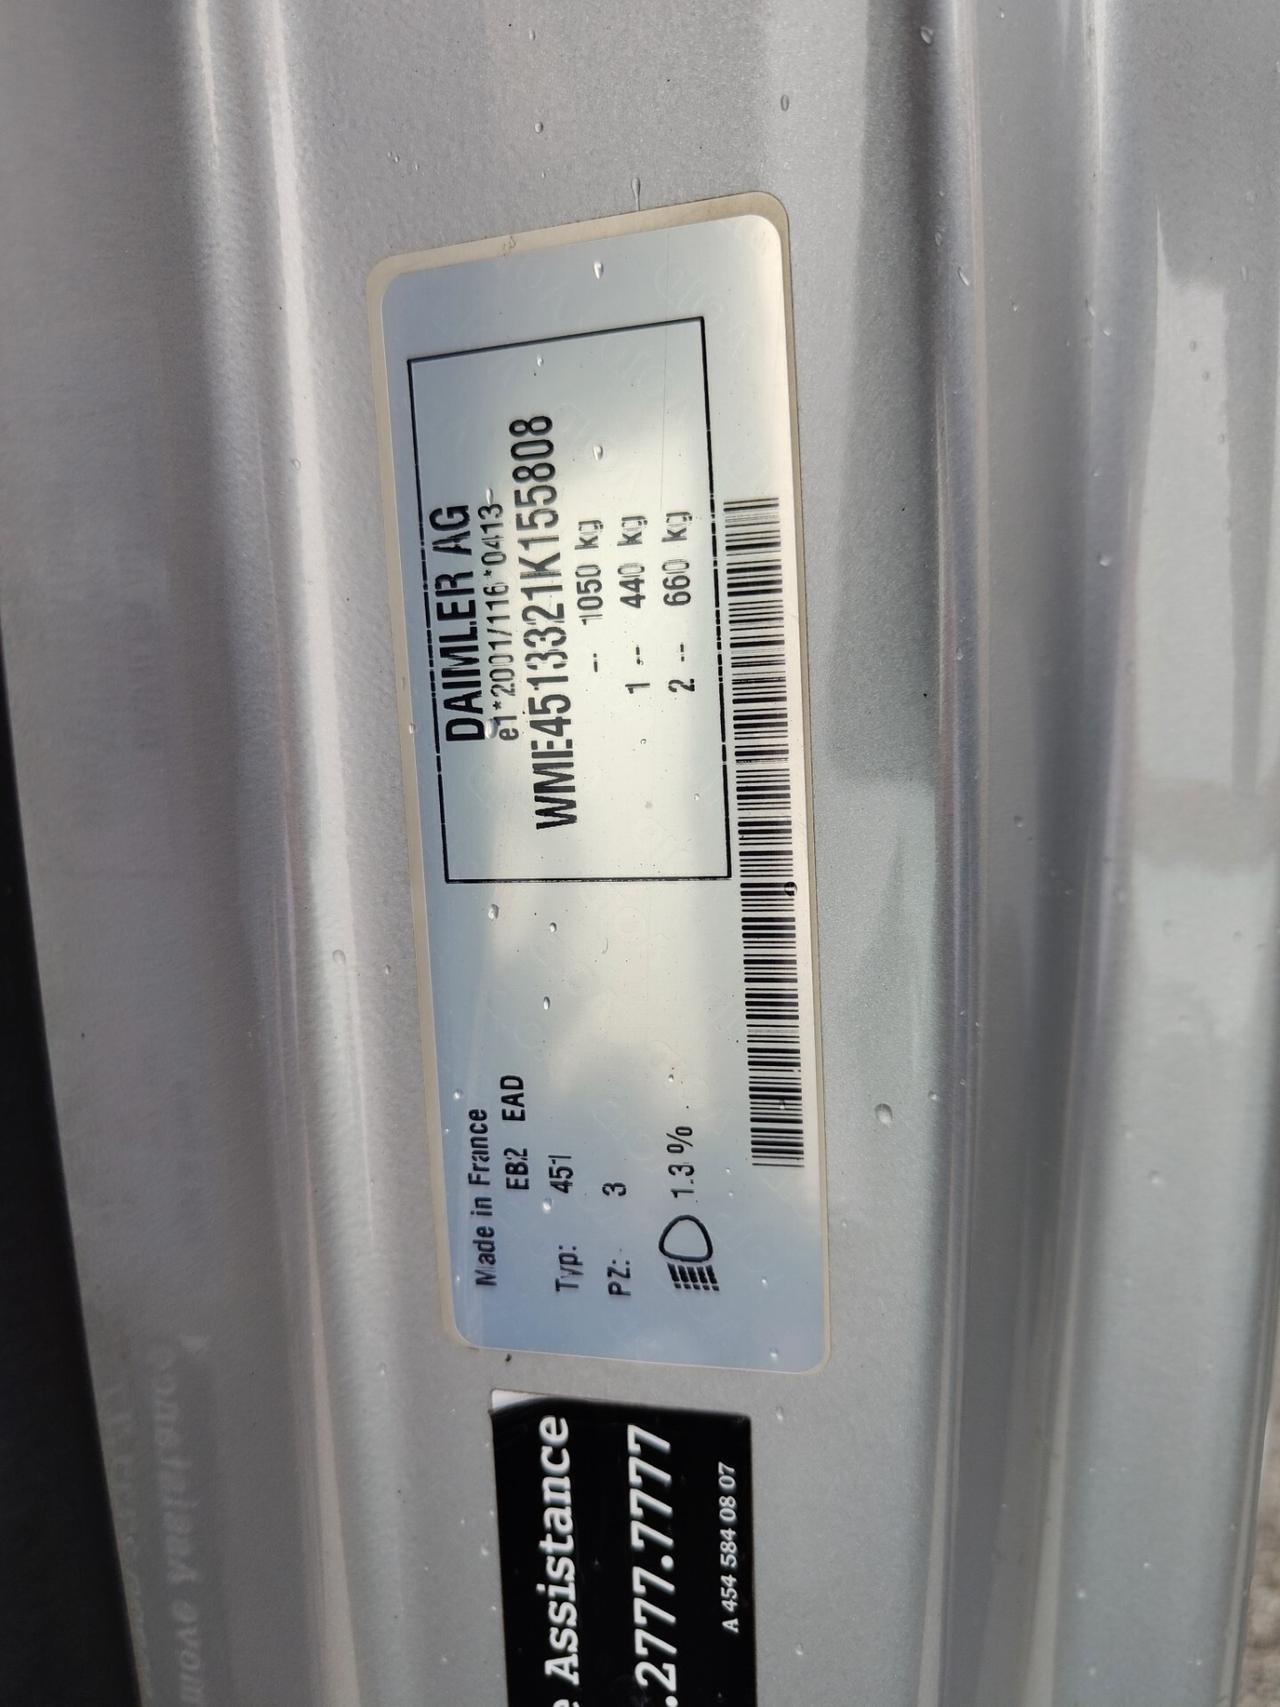 DAIMLER AG
e1*2001/116*0413-
WME4513321K155808
-- 1050 kg
1 -- 440 kg
2 -- 660 kg
Made in France
EB2 EAD
Typ: 451
PZ: 3
1.3 %
Assistance
.2777.7777
A 454 584 08 07